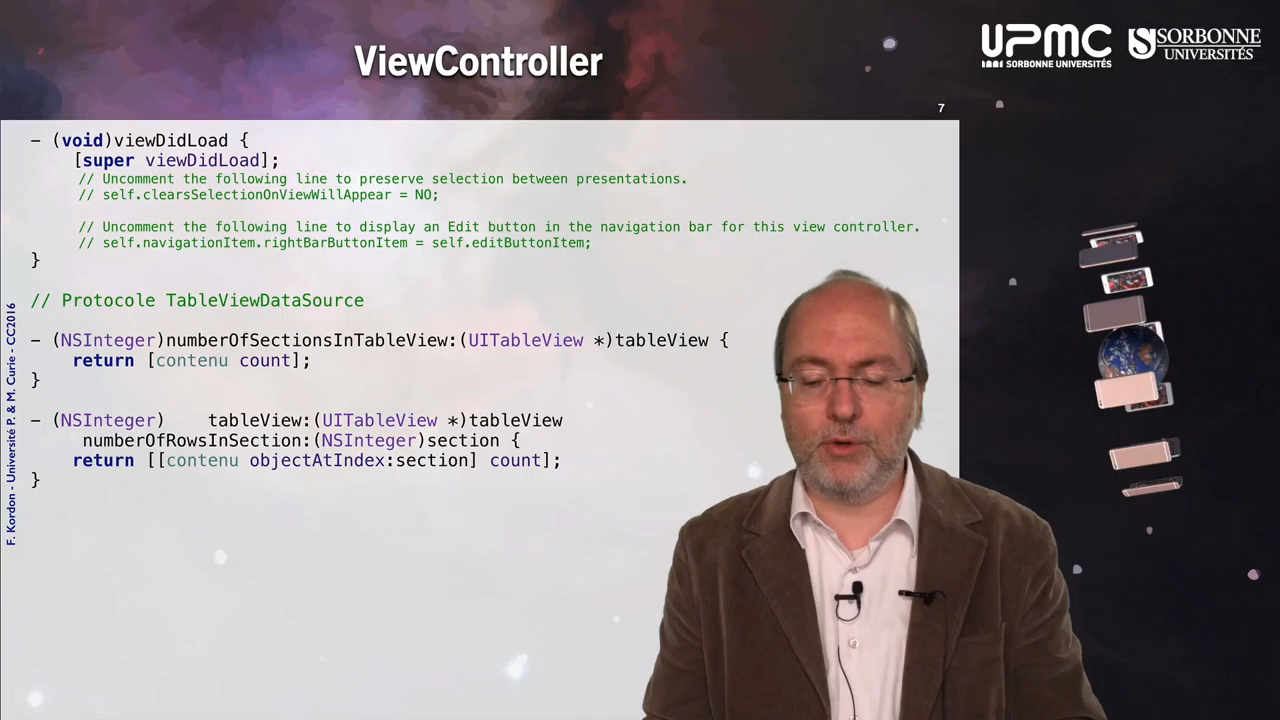 ViewController
UPMC
SORBONNE UNIVERSITÉS
SORBONNE
UNIVERSITÉS
7
- (void)viewDidLoad {
[super viewDidLoad];
// Uncomment the following line to preserve selection between presentations.
// self.clearsSelectionOnViewWillAppear = NO;
// Uncomment the following line to display an Edit button in the navigation bar for this view controller.
// self.navigationItem.rightBarButtonItem = self.editButtonItem;
}
// Protocole TableViewDataSource
- (NSInteger)numberOfSectionsInTableView:(UITableView *)tableView {
return [contenu count];
}
- (NSInteger) tableView:(UITableView *)tableView
numberOfRowsInSection:(NSInteger)section {
return [[contenu objectAtIndex:section] count];
}
F. Kordon - Université P. & M. Curie - CC2016